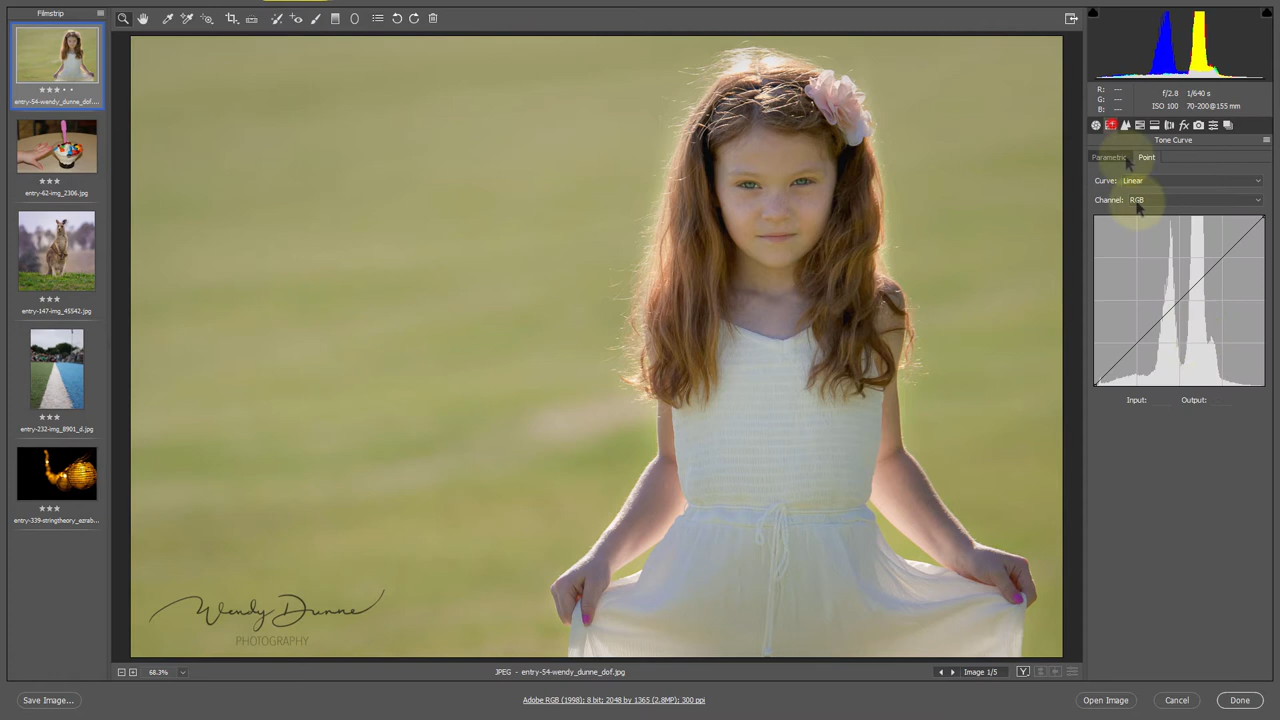 Filmstrip
entry-54-wendy_dunne_dof....
entry-62-img_2306.jpg
entry-147-img_45542.jpg
entry-232-img_8901_d.jpg
entry-339-stringtheory_ezrab...
Wendy Dunne
PHOTOGRAPHY
68.3%
JPEG - entry-54-wendy_dunne_dof.jpg
Image 1/5
Y
Save Image...
Adobe RGB (1998); 8 bit; 2048 by 1365 (2.8MP); 300 ppi
Open Image
Cancel
Done
R: ---
G: ---
B: ---
f/2.8 1/640 s
ISO 100 70-200@155 mm
fx
Tone Curve
Parametric Point
Curve: Linear
Channel: RGB
Input: Output: